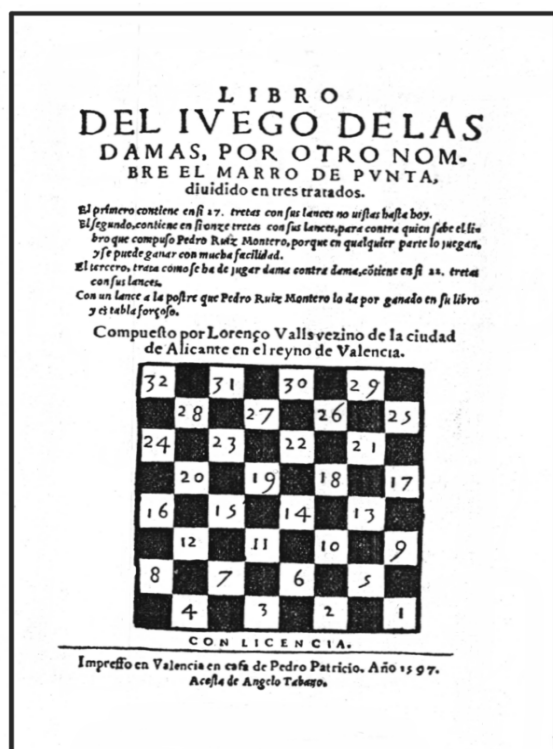 LIBRO
DEL IVEGO DELAS
DAMAS, POR OTRO NOM-
BRE EL MARRO DE PVNTA,
diuidido en tres tratados.
El primero contiene en ſi 27. tretas con ſus lances no viſtas haſta hoy.
El ſegundo, contiene en ſi onze tretas con ſus lances, para contra quien ſabe el li-
bro que compuſo Pedro Ruiz Montero, porque en qualquier parte lo juegan,
y ſe puede ganar con mucha facilidad.
El tercero, trata como ſe ha de jugar dama contra dama, cōtiene en ſi 22. tretas
con ſus lances.
Con un lance a la poſtre que Pedro Ruiz Montero lo da por ganado en ſu libro
y es tabla forçoſo.
Compueſto por Lorenço Valls vezino de la ciudad
de Alicante en el reyno de Valencia.
32 31 30 29
28 27 26 25
24 23 22 21
20 19 18 17
16 15 14 13
12 11 10 9
8 7 6 5
4 3 2 1
CON LICENCIA.
Impreſſo en Valencia en caſa de Pedro Patricio. Año 1597.
Acoſta de Angelo Tabano.